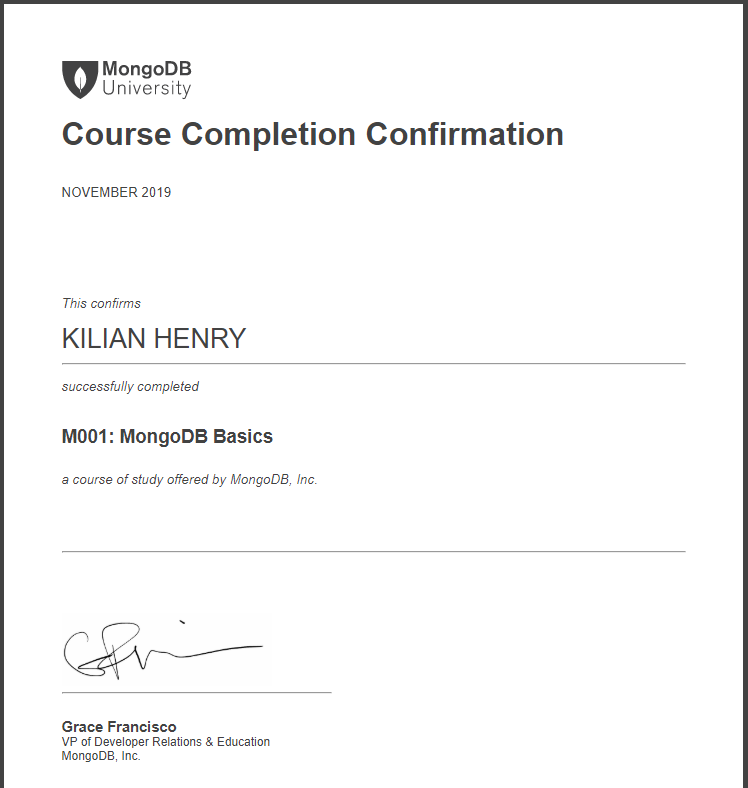 MongoDB
University
Course Completion Confirmation
NOVEMBER 2019
This confirms
KILIAN HENRY
successfully completed
M001: MongoDB Basics
a course of study offered by MongoDB, Inc.
Grace Francisco
VP of Developer Relations & Education
MongoDB, Inc.